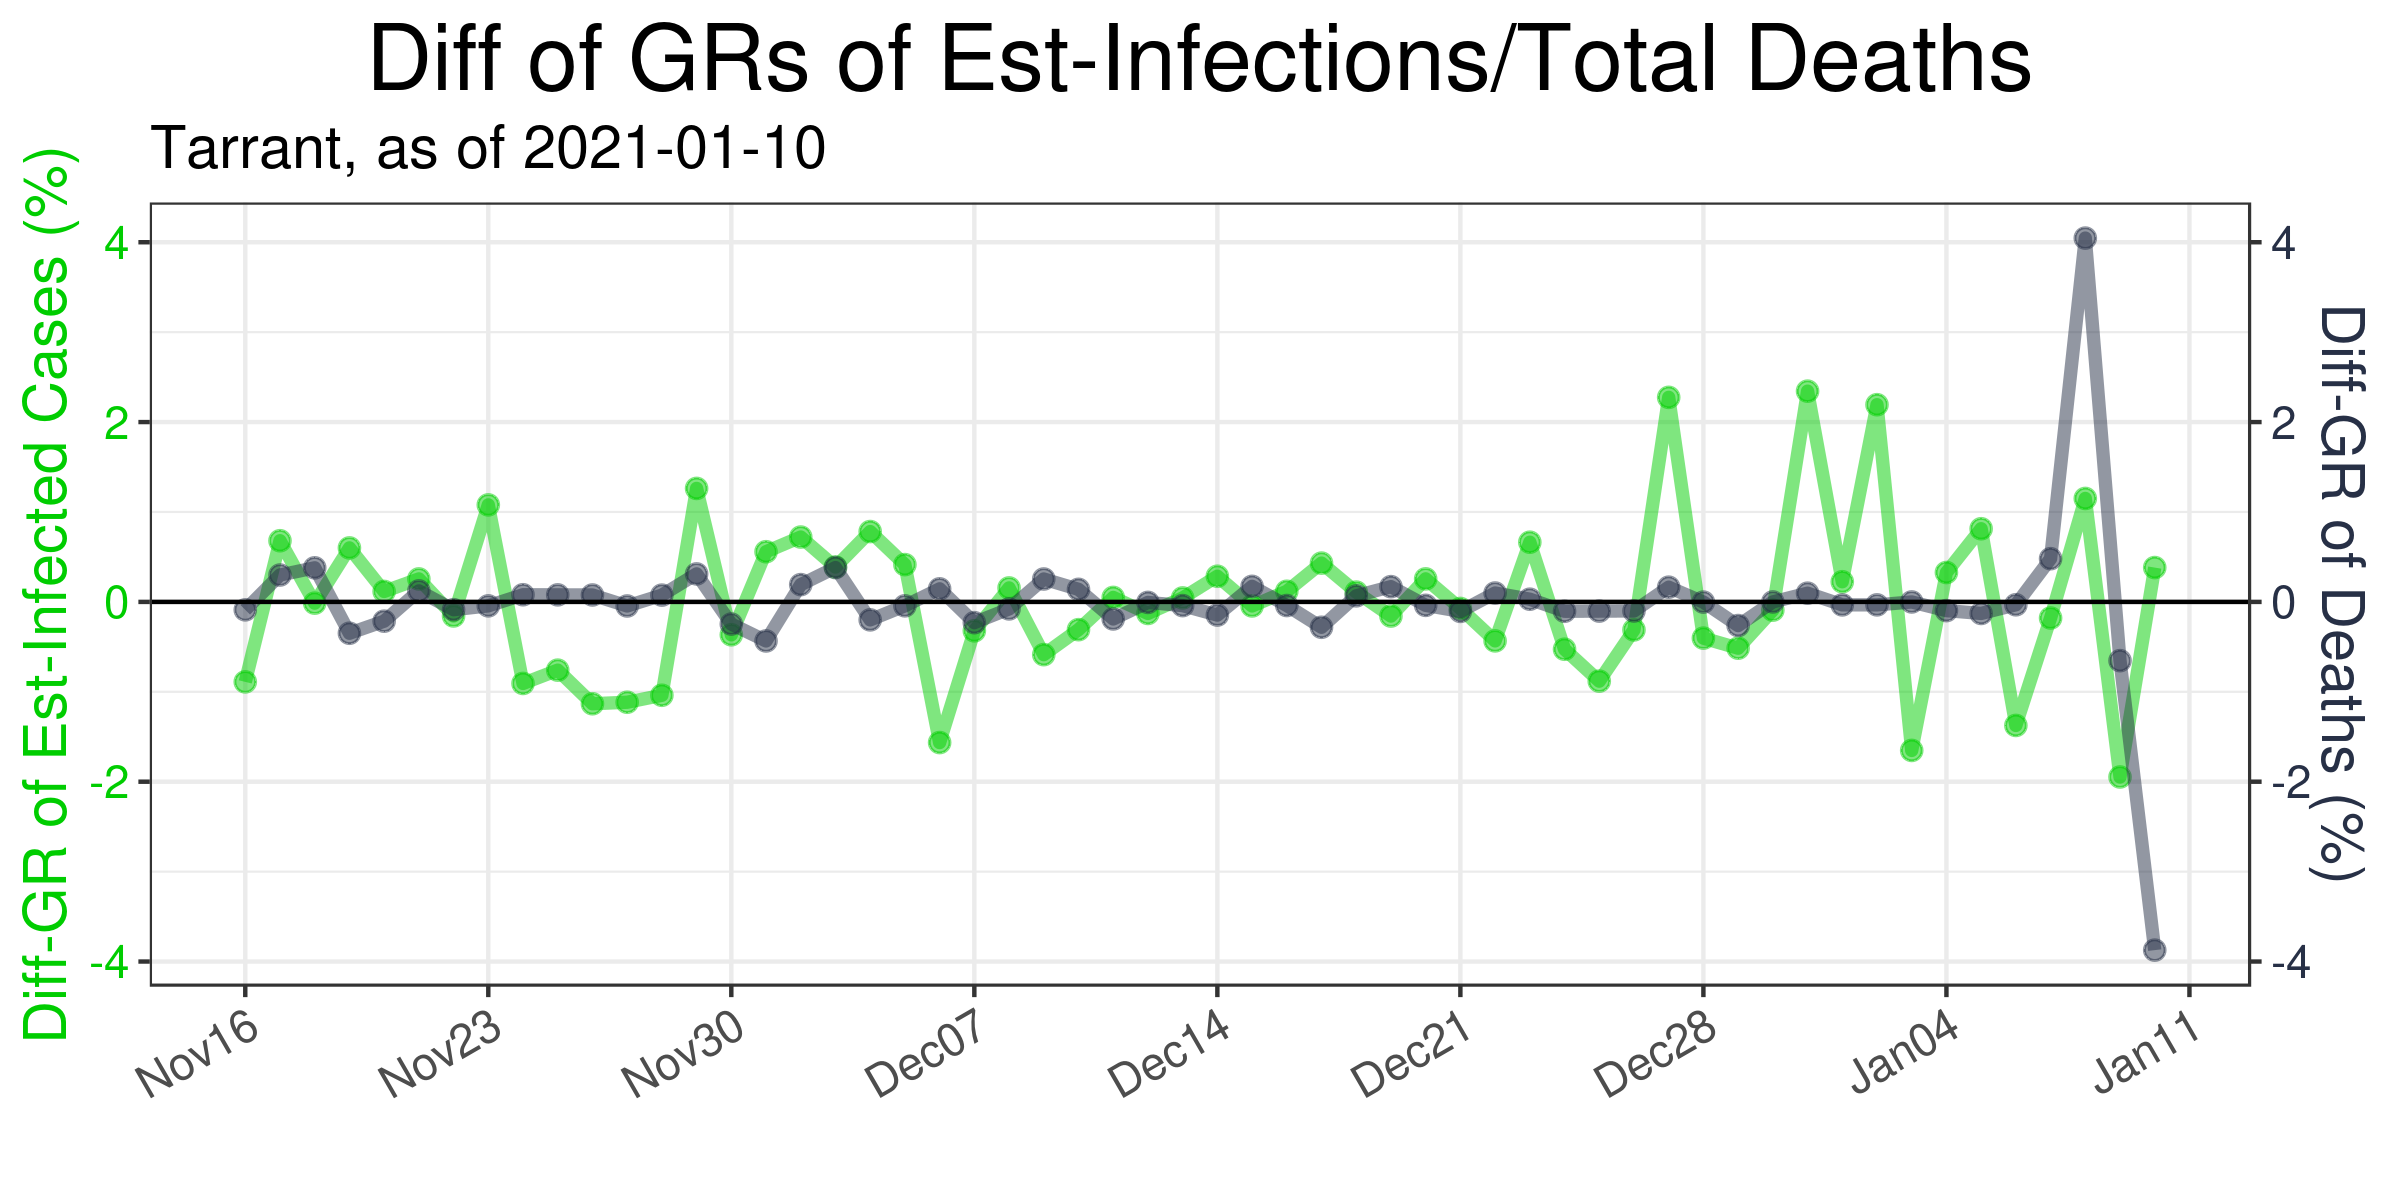 Diff of GRs of Est-Infections/Total Deaths
Tarrant, as of 2021-01-10
Diff-GR of Est-Infected Cases (%)
4
2
0
-2
-4
4
2
0
-2
-4
Diff-GR of Deaths (%)
Nov16
Nov23
Nov30
Dec07
Dec14
Dec21
Dec28
Jan04
Jan11